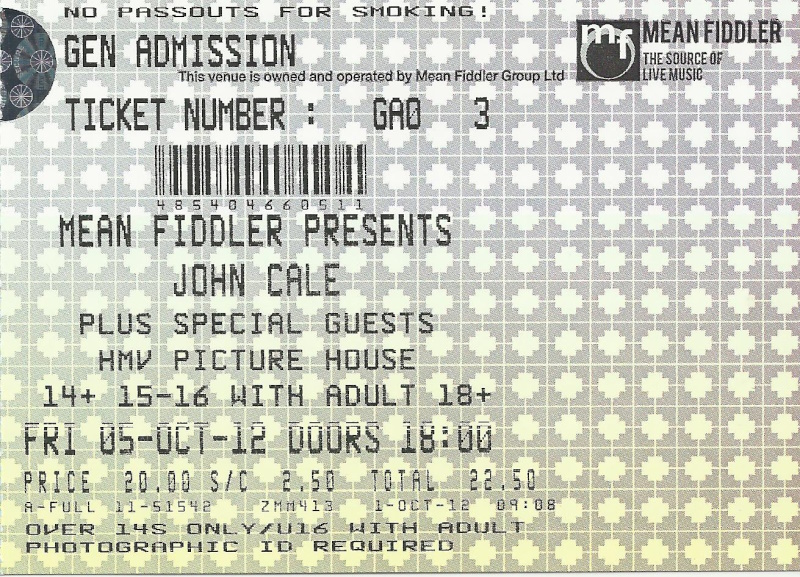 NO PASSOUTS FOR SMOKING!
GEN ADMISSION
mf MEAN FIDDLER
THE SOURCE OF
LIVE MUSIC
This venue is owned and operated by Mean Fiddler Group Ltd
TICKET NUMBER : GA0 3
485404660511
MEAN FIDDLER PRESENTS
JOHN CALE
PLUS SPECIAL GUESTS
HMV PICTURE HOUSE
14+ 15-16 WITH ADULT 18+
FRI 05-OCT-12 DOORS 18:00
PRICE 20.00 S/C 2.50 TOTAL 22.50
A-FULL 11-51542 ZMM413 1-OCT-12 09:08
OVER 14S ONLY/U16 WITH ADULT
PHOTOGRAPHIC ID REQUIRED